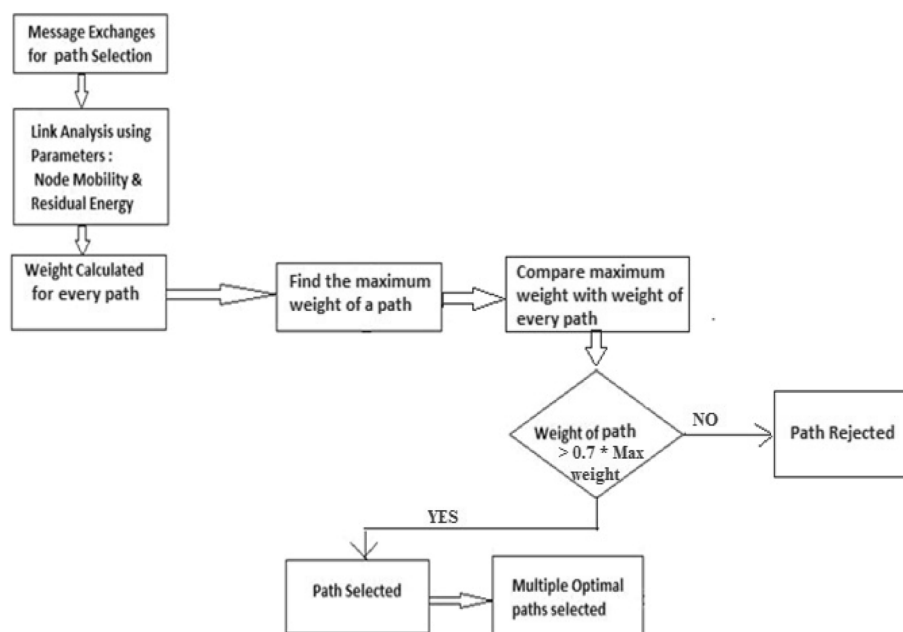 Message Exchanges
for path Selection
Link Analysis using
Parameters :
Node Mobility &
Residual Energy
Weight Calculated
for every path
Find the maximum
weight of a path
Compare maximum
weight with weight of
every path
Weight of path
> 0.7 * Max
weight
NO
Path Rejected
YES
Path Selected
Multiple Optimal
paths selected